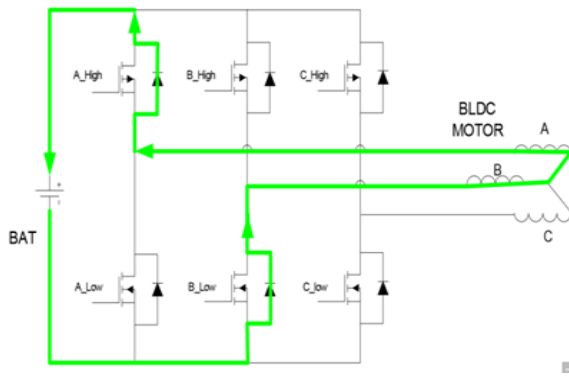 A_High
B_High
C_High
BLDC
MOTOR
A
B
C
+
-
BAT
A_Low
B_Low
C_low